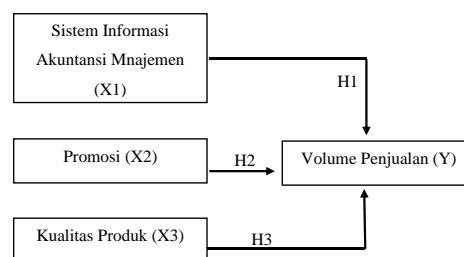 Sistem Informasi
Akuntansi Mnajemen
(X1)
H1
Promosi (X2)
H2
Volume Penjualan (Y)
Kualitas Produk (X3)
H3